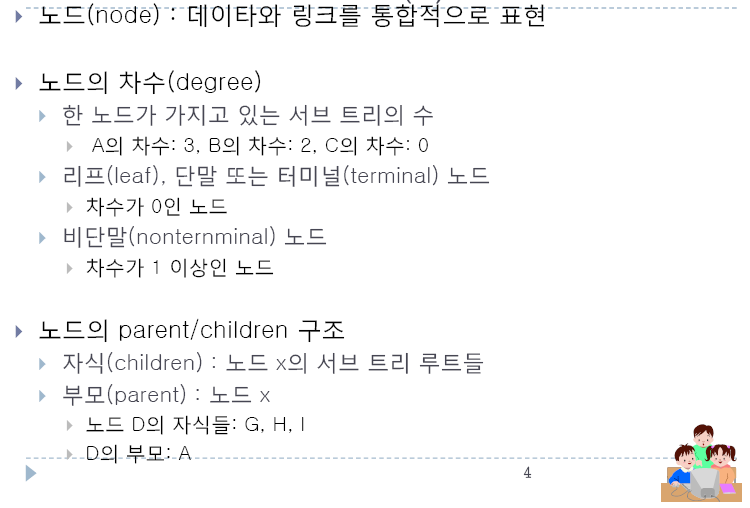 노드(node) : 데이타와 링크를 통합적으로 표현
노드의 차수(degree)
한 노드가 가지고 있는 서브 트리의 수
A의 차수: 3, B의 차수: 2, C의 차수: 0
리프(leaf), 단말 또는 터미널(terminal) 노드
차수가 0인 노드
비단말(nonternminal) 노드
차수가 1 이상인 노드
노드의 parent/children 구조
자식(children) : 노드 x의 서브 트리 루트들
부모(parent) : 노드 x
노드 D의 자식들: G, H, I
D의 부모: A
4